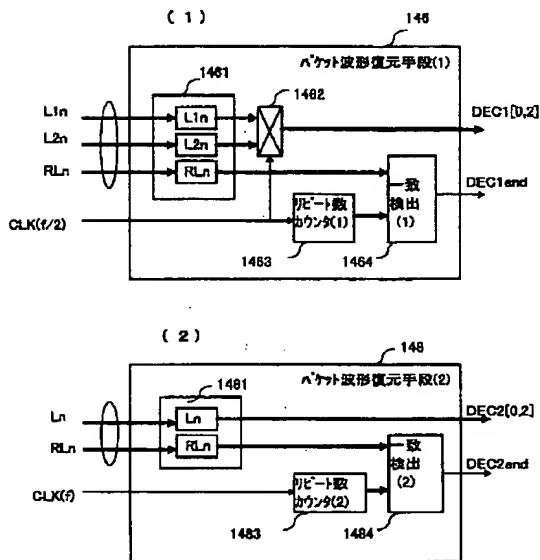 (1)
146
パケット波形復元手段(1)
1461
1462
L1n
L1n
DEC1[0,2]
L2n
L2n
RLn
RLn
一致
検出
(1)
DEC1and
CLK(f/2)
リピート数
カウンタ(1)
1463
1464
(2)
148
パケット波形復元手段(2)
1481
Ln
Ln
DEC2[0,2]
RLn
RLn
一致
検出
(2)
DEC2and
CLK(f)
リピート数
カウンタ(2)
1483
1484